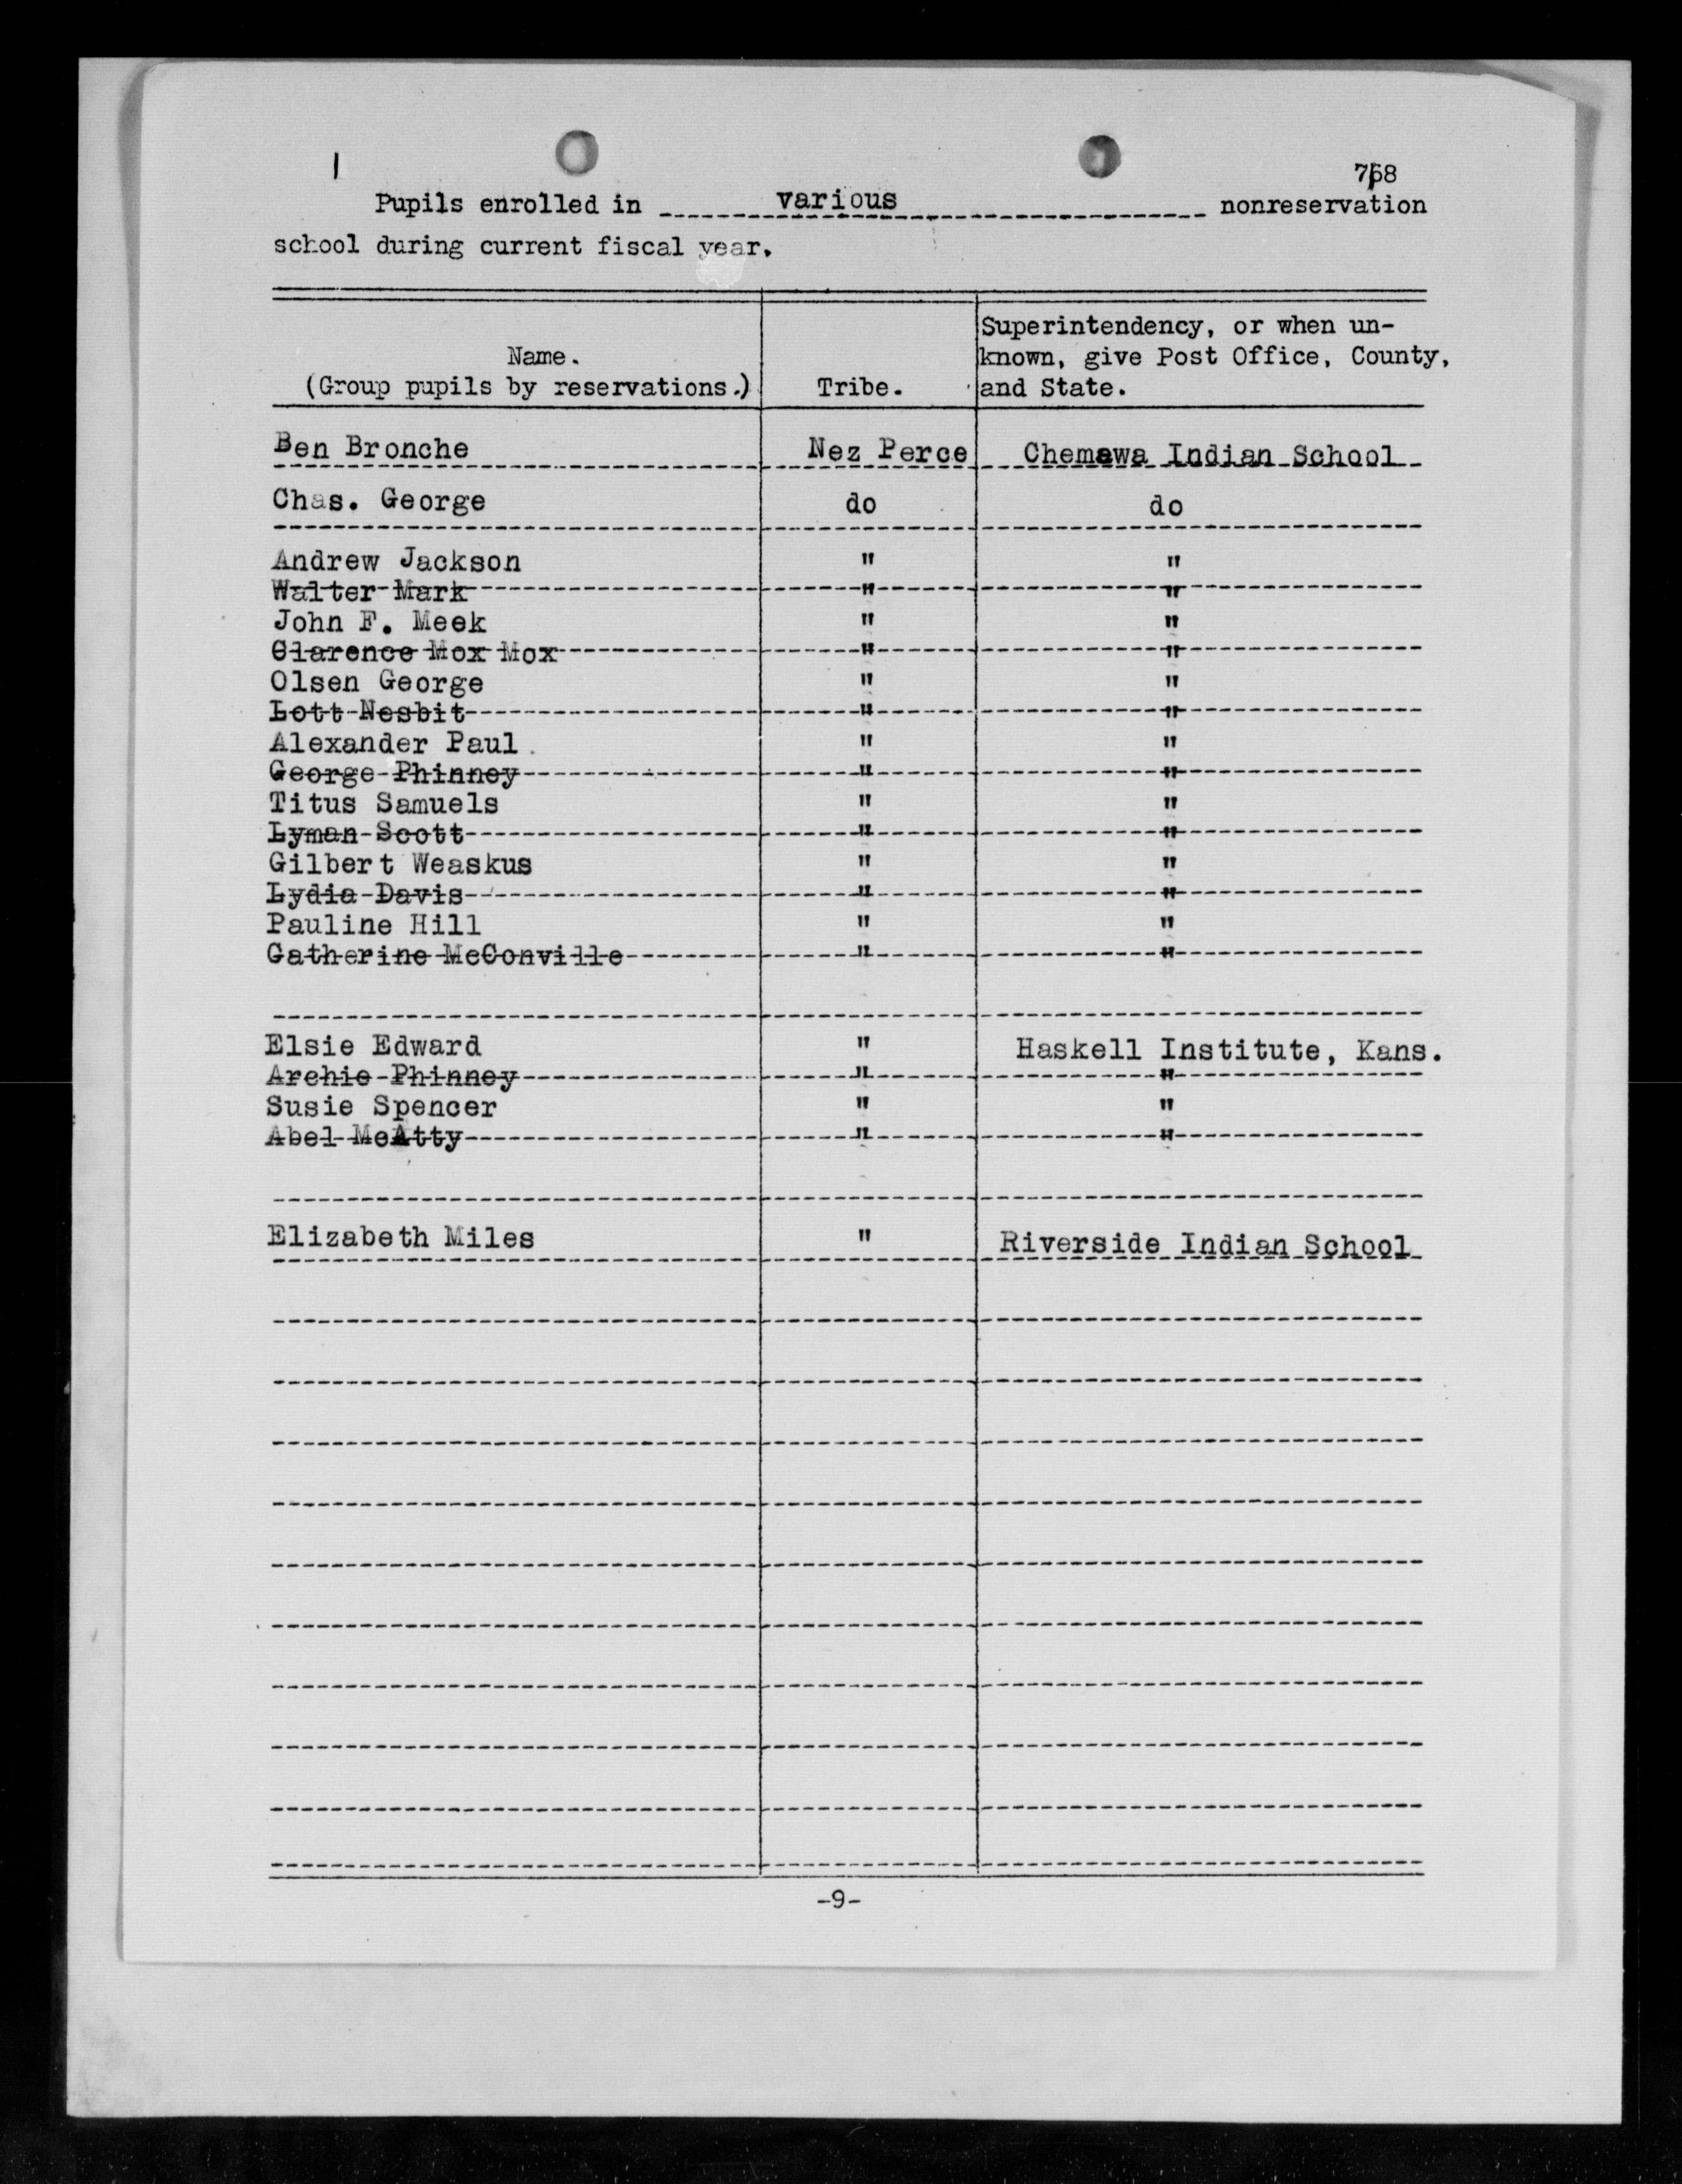 768
Pupils enrolled in various nonreservation
school during current fiscal year.
Name.
(Group pupils by reservations.)
Tribe.
Superintendency, or when un-
known, give Post Office, County,
and State.
Ben Bronche Nez Perce Chemawa Indian School
Chas. George do do
Andrew Jackson " "
Walter Mark " "
John F. Meek " "
Clarence Mox Mox " "
Olsen George " "
Lott Nesbit " "
Alexander Paul " "
George Phinney " "
Titus Samuels " "
Lyman Scott " "
Gilbert Weaskus " "
Lydia Davis " "
Pauline Hill " "
Catherine McConville " "
Elsie Edward " Haskell Institute, Kans.
Archie Phinney " "
Susie Spencer " "
Abel McAtty " "
Elizabeth Miles " Riverside Indian School
-9-